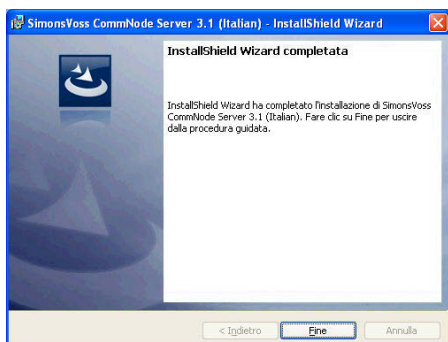 SimonsVoss CommNode Server 3.1 (Italian) - InstallShield Wizard
InstallShield Wizard completata
InstallShield Wizard ha completato l'installazione di SimonsVoss
CommNode Server 3.1 (Italian). Fare clic su Fine per uscire
dalla procedura guidata.
< Indietro Fine Annulla